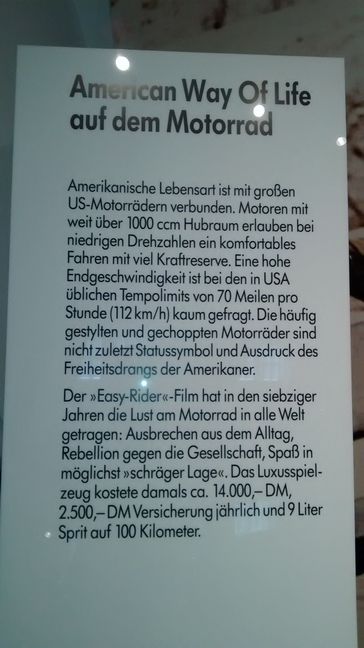 American Way Of Life
auf dem Motorrad
Amerikanische Lebensart ist mit großen
US-Motorrädern verbunden. Motoren mit
weit über 1000 ccm Hubraum erlauben bei
niedrigen Drehzahlen ein komfortables
Fahren mit viel Kraftreserve. Eine hohe
Endgeschwindigkeit ist bei den in USA
üblichen Tempolimits von 70 Meilen pro
Stunde (112 km/h) kaum gefragt. Die häufig
gestylten und gechoppten Motorräder sind
nicht zuletzt Statussymbol und Ausdruck des
Freiheitsdrangs der Amerikaner.
Der »Easy-Rider«-Film hat in den siebziger
Jahren die Lust am Motorrad in alle Welt
getragen: Ausbrechen aus dem Alltag,
Rebellion gegen die Gesellschaft, Spaß in
möglichst »schräger Lage«. Das Luxusspiel-
zeug kostete damals ca. 14.000,– DM,
2.500,– DM Versicherung jährlich und 9 Liter
Sprit auf 100 Kilometer.